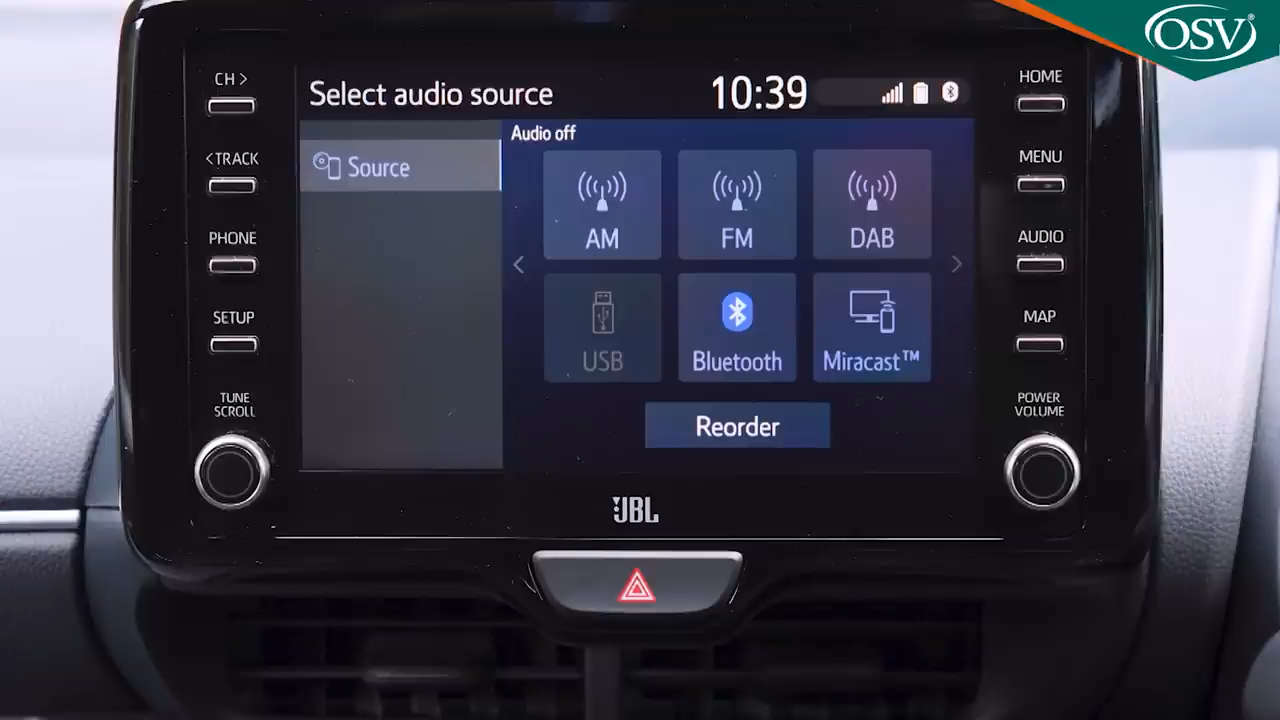 OSV®
CH >
HOME
Select audio source
10:39
Audio off
<TRACK
Source
MENU
AM
FM
DAB
PHONE
AUDIO
SETUP
MAP
USB
Bluetooth
Miracast™
TUNE
SCROLL
POWER
VOLUME
Reorder
JBL